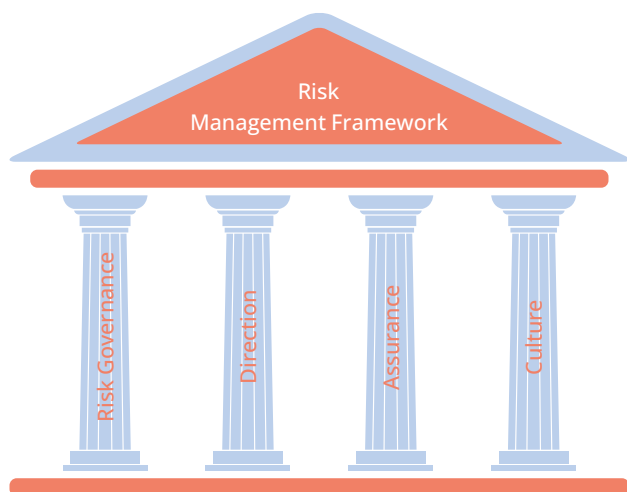 Risk
Management Framework
Risk Governance
Direction
Assurance
Culture